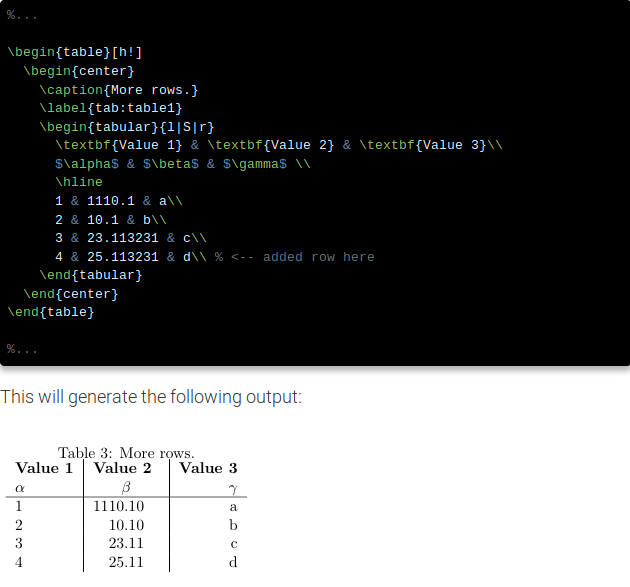 %...
\begin{table}[h!]
\begin{center}
\caption{More rows.}
\label{tab:table1}
\begin{tabular}{l|S|r}
\textbf{Value 1} & \textbf{Value 2} & \textbf{Value 3}\\
$\alpha$ & $\beta$ & $\gamma$ \\
\hline
1 & 1110.1 & a\\
2 & 10.1 & b\\
3 & 23.113231 & c\\
4 & 25.113231 & d\\ % <-- added row here
\end{tabular}
\end{center}
\end{table}
%...
This will generate the following output:
Table 3: More rows.
Value 1 Value 2 Value 3
α β γ
1 1110.10 a
2 10.10 b
3 23.11 c
4 25.11 d